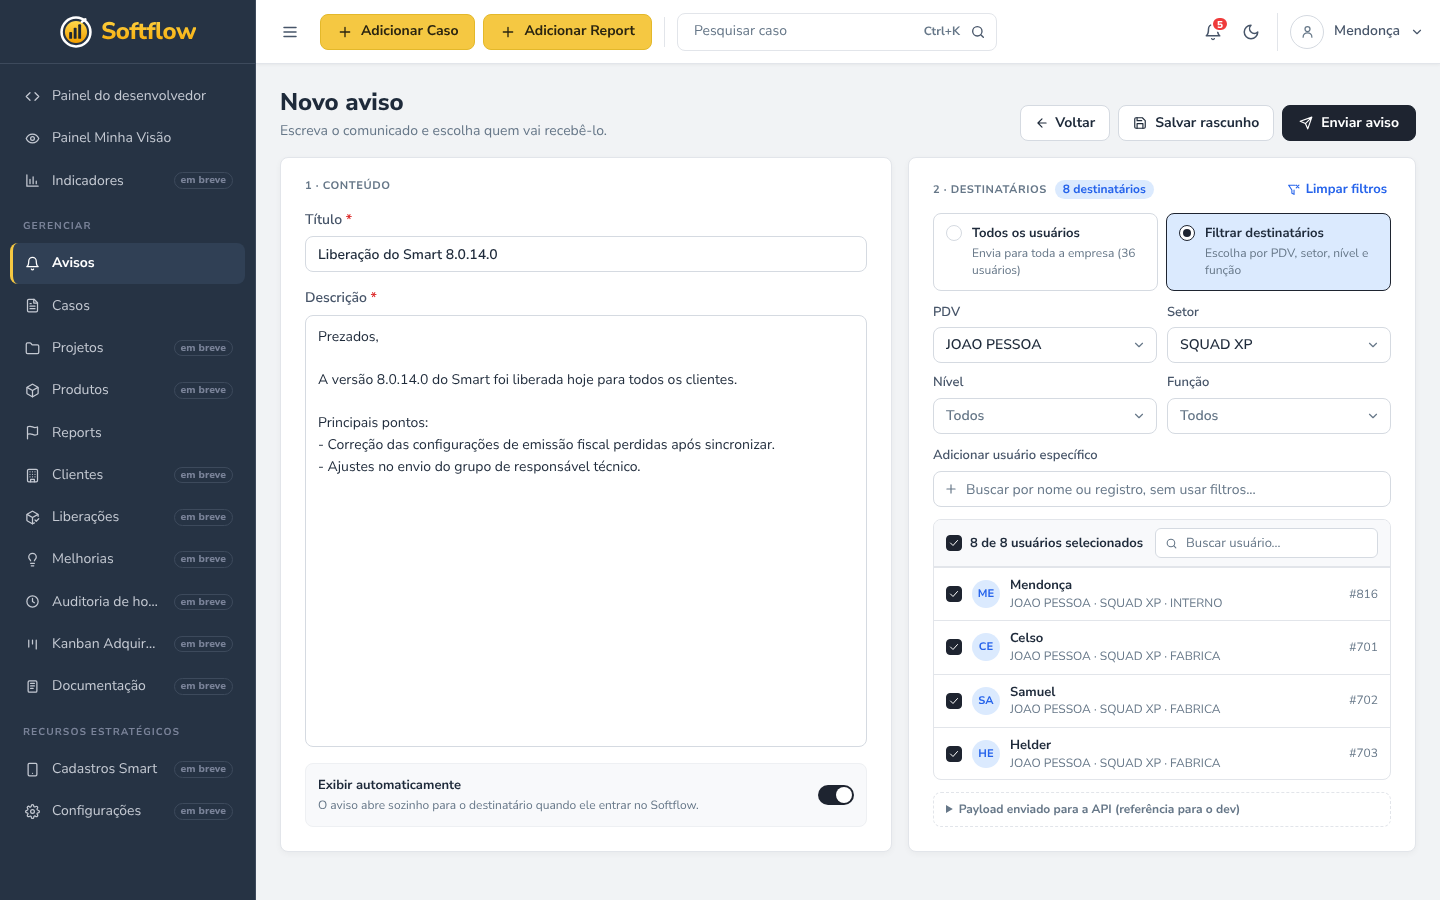 Softflow
Adicionar Caso
Adicionar Report
Pesquisar caso
Ctrl+K
5
Mendonça
Painel do desenvolvedor
Painel Minha Visão
Indicadores
em breve
GERENCIAR
Avisos
Casos
Projetos
em breve
Produtos
em breve
Reports
Clientes
em breve
Liberações
em breve
Melhorias
em breve
Auditoria de ho...
em breve
Kanban Adquir...
em breve
Documentação
em breve
RECURSOS ESTRATÉGICOS
Cadastros Smart
em breve
Configurações
em breve
Novo aviso
Escreva o comunicado e escolha quem vai recebê-lo.
Voltar
Salvar rascunho
Enviar aviso
1 · CONTEÚDO
Título *
Liberação do Smart 8.0.14.0
Descrição *
Prezados,
A versão 8.0.14.0 do Smart foi liberada hoje para todos os clientes.
Principais pontos:
- Correção das configurações de emissão fiscal perdidas após sincronizar.
- Ajustes no envio do grupo de responsável técnico.
Exibir automaticamente
O aviso abre sozinho para o destinatário quando ele entrar no Softflow.
2 · DESTINATÁRIOS
8 destinatários
Limpar filtros
Todos os usuários
Envia para toda a empresa (36
usuários)
Filtrar destinatários
Escolha por PDV, setor, nível e
função
PDV
Setor
JOAO PESSOA
SQUAD XP
Nível
Função
Todos
Todos
Adicionar usuário específico
Buscar por nome ou registro, sem usar filtros...
8 de 8 usuários selecionados
Buscar usuário...
ME
Mendonça
JOAO PESSOA · SQUAD XP · INTERNO
#816
CE
Celso
JOAO PESSOA · SQUAD XP · FABRICA
#701
SA
Samuel
JOAO PESSOA · SQUAD XP · FABRICA
#702
HE
Helder
JOAO PESSOA · SQUAD XP · FABRICA
#703
Payload enviado para a API (referência para o dev)